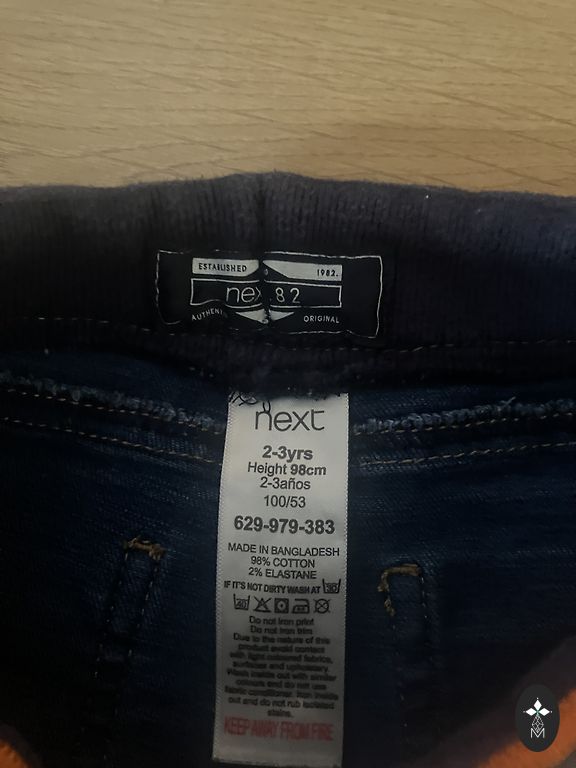 ESTABLISHED 1982.
nex 82
AUTHEN ORIGINAL
next
2-3yrs
Height 98cm
2-3años
100/53
629-979-383
MADE IN BANGLADESH
98% COTTON
2% ELASTANE
IF IT'S NOT DIRTY WASH AT 30
40
Do not iron print
Do not iron trim
Due to the nature of this
product avoid contact
with light coloured fabrics,
surfaces and upholstery.
Wash inside out with similar
colours and do not use
fabric conditioner. Iron inside
out and do not rub isolated
stains.
KEEP AWAY FROM FIRE
M